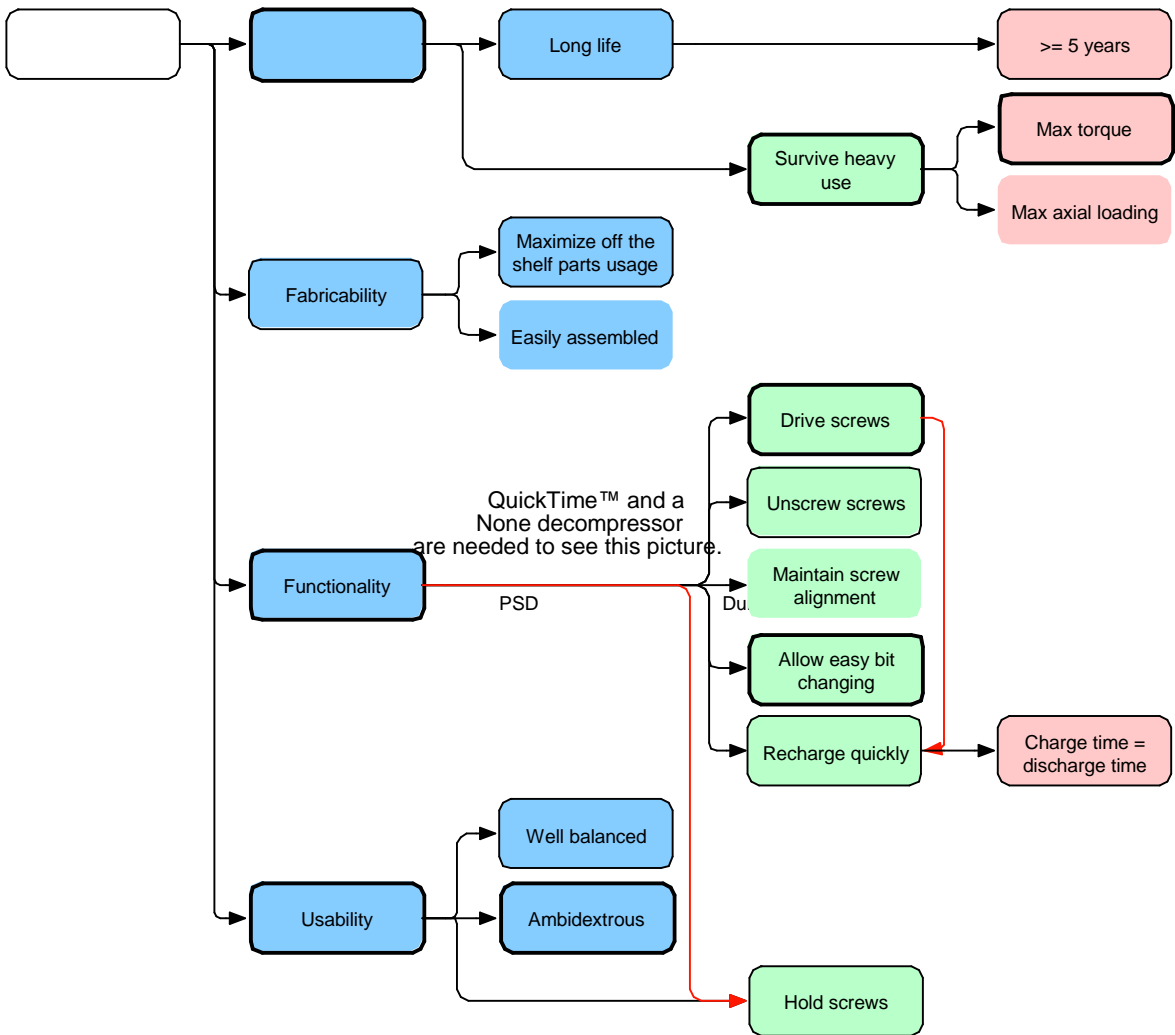 Long life
>= 5 years
Max torque
Survive heavy
use
Max axial loading
Maximize off the
shelf parts usage
Fabricability
Easily assembled
Drive screws
QuickTime™ and a
None decompressor
are needed to see this picture.
Unscrew screws
Functionality
PSD
Maintain screw
alignment
Allow easy bit
changing
Recharge quickly
Charge time =
discharge time
Well balanced
Usability
Ambidextrous
Hold screws